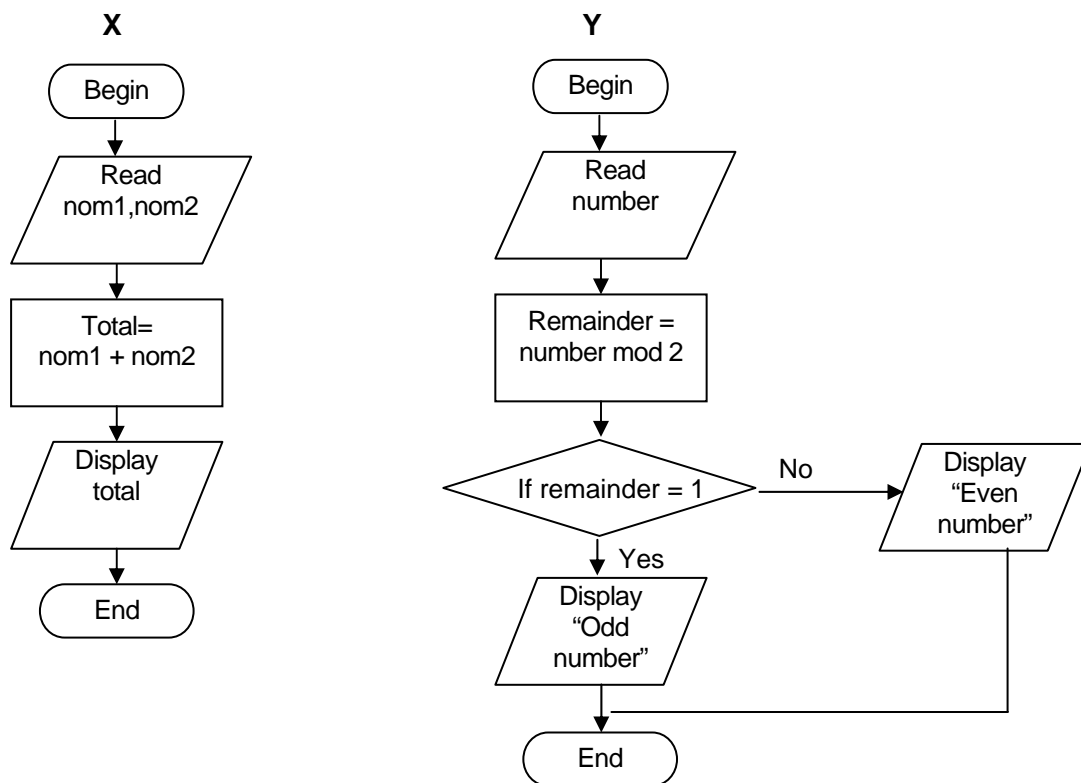 X
Begin
Read
nom1,nom2
Total=
nom1 + nom2
Display
total
End
Y
Begin
Read
number
Remainder =
number mod 2
If remainder = 1
No
Display
“Even
number”
Yes
Display
“Odd
number”
End